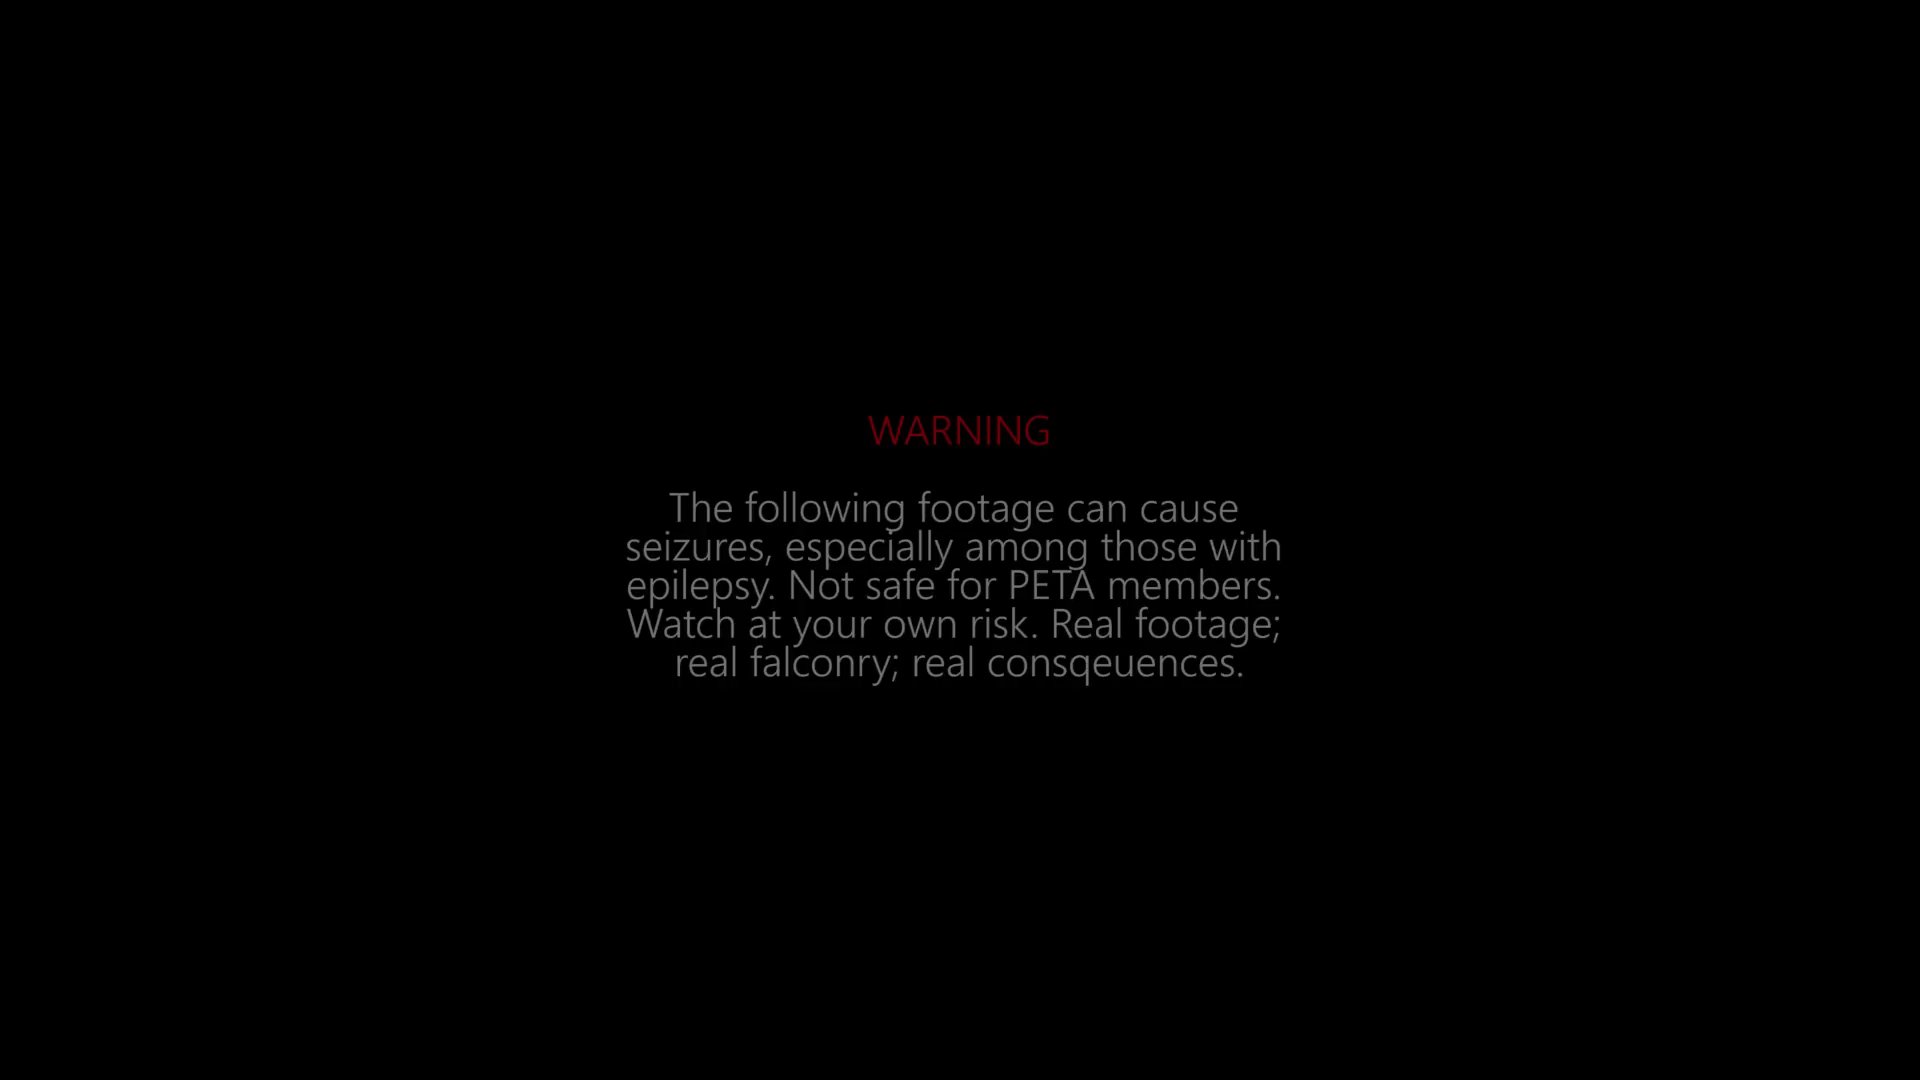 WARNING
The following footage can cause
seizures, especially among those with
epilepsy. Not safe for PETA members.
Watch at your own risk. Real footage;
real falconry; real consqeuences.